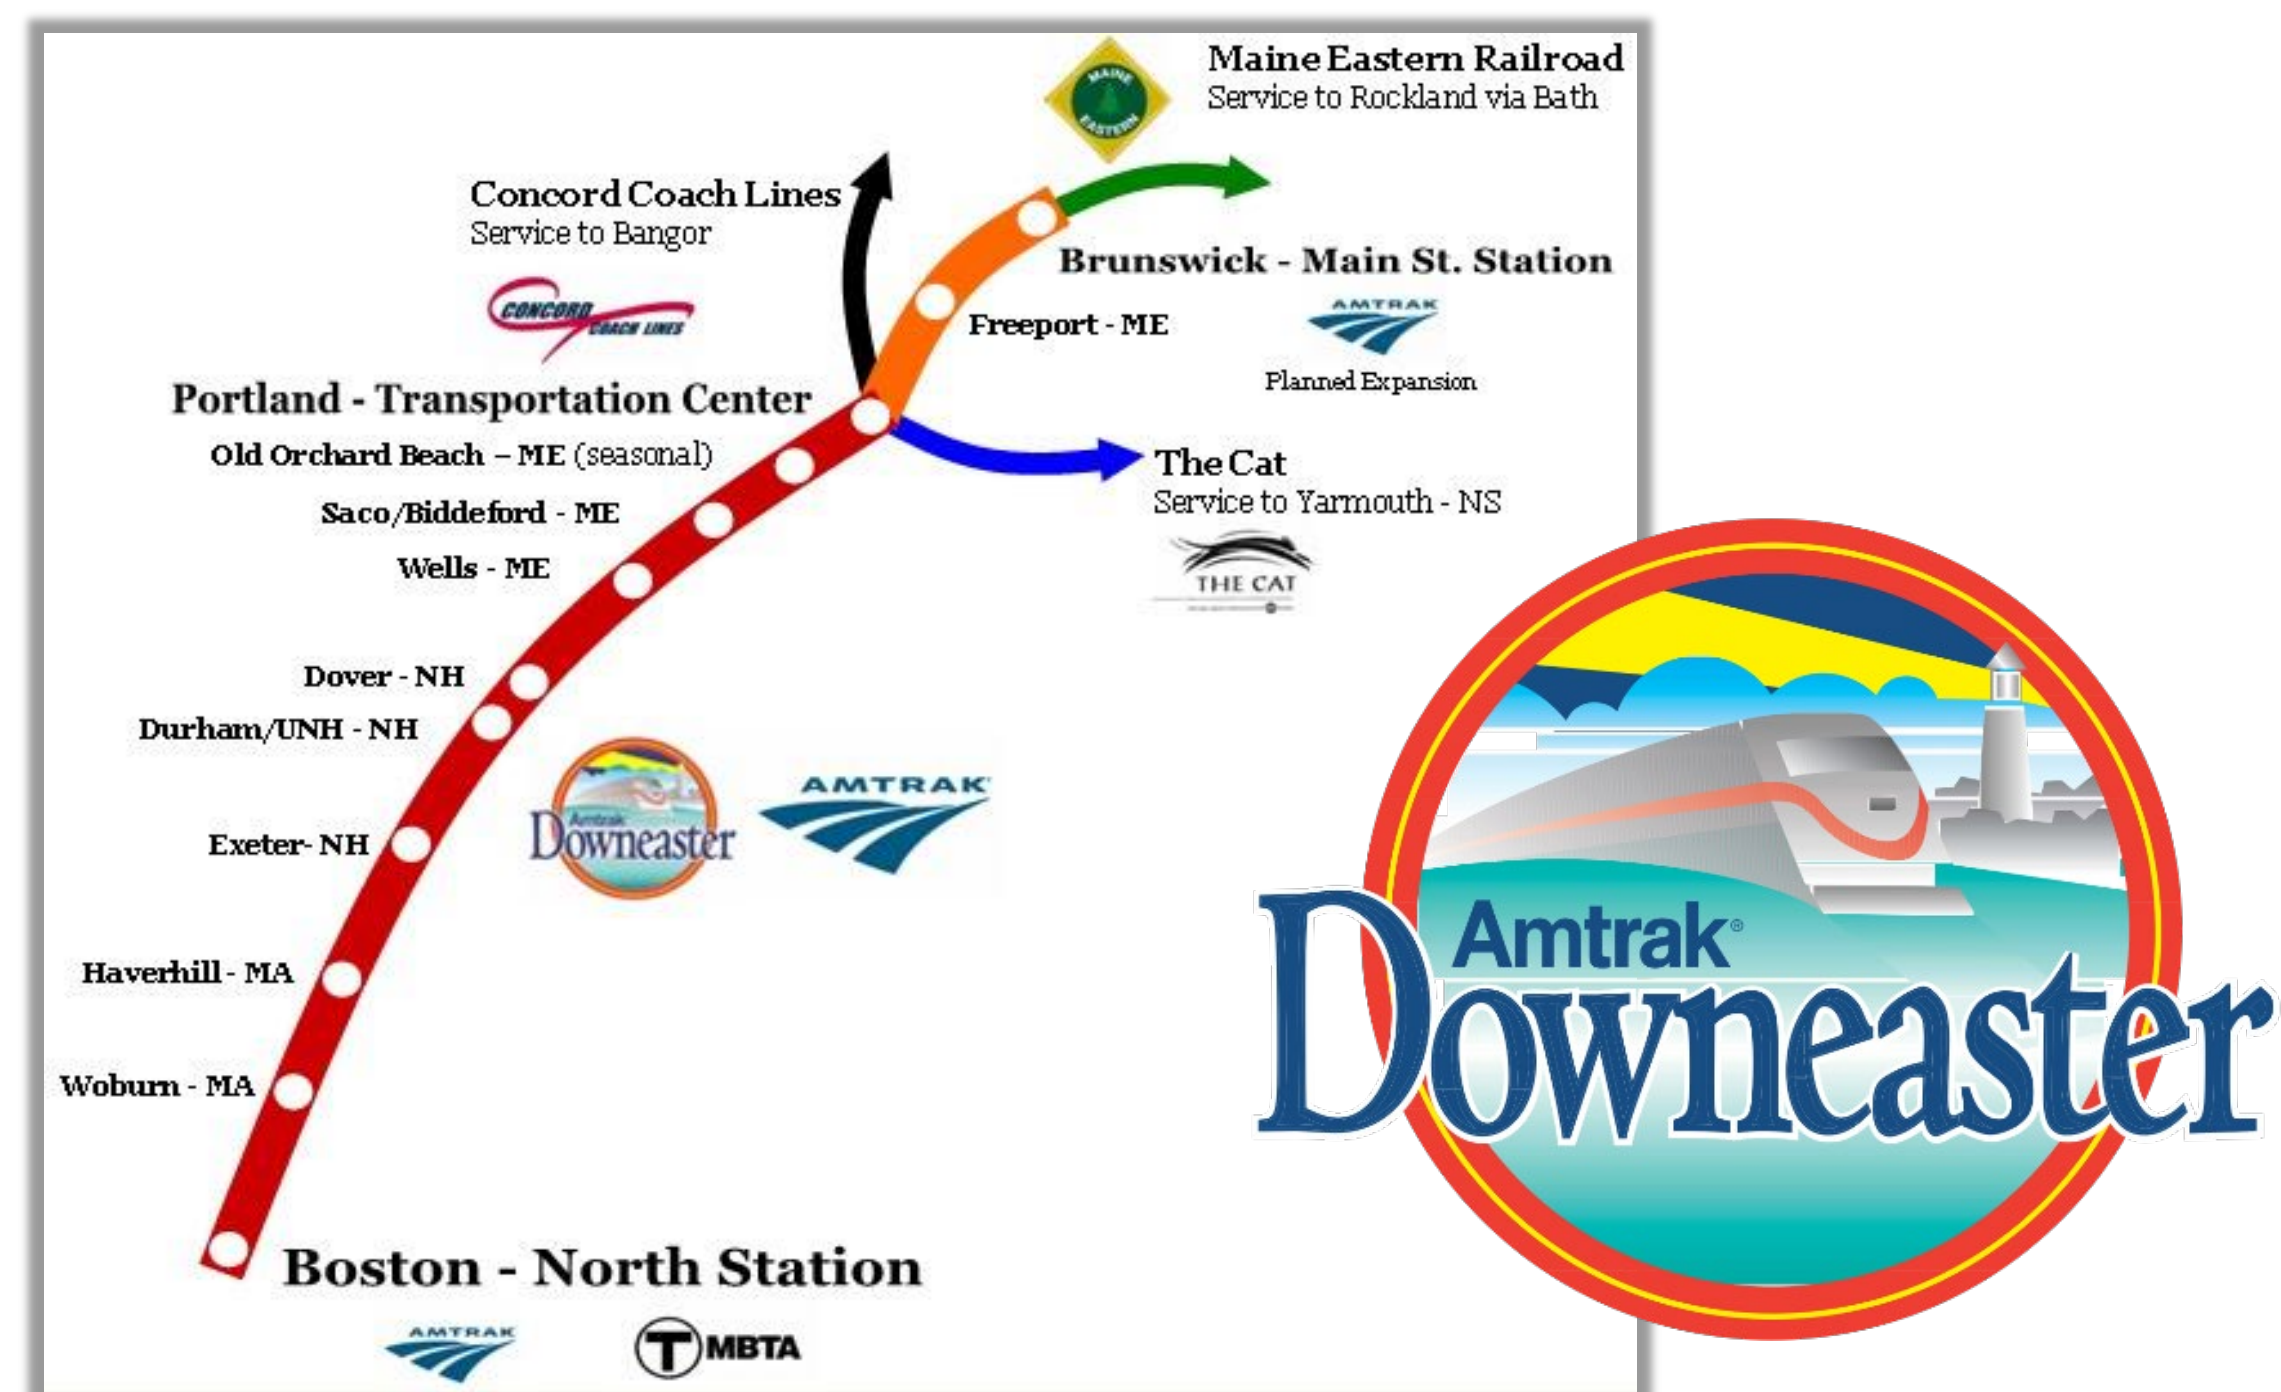 Maine Eastern Railroad
Service to Rockland via Bath
MAINE
EASTERN
Concord Coach Lines
Service to Bangor
CONCORD
COACH LINES
Brunswick - Main St. Station
AMTRAK
Planned Expansion
Freeport - ME
Portland - Transportation Center
Old Orchard Beach – ME (seasonal)
The Cat
Service to Yarmouth - NS
THE CAT
Saco/Biddeford - ME
Wells - ME
Dover - NH
Durham/UNH - NH
Amtrak
Downeaster
AMTRAK
Exeter- NH
Haverhill - MA
Woburn - MA
Boston - North Station
AMTRAK
T MBTA
Amtrak®
Downeaster